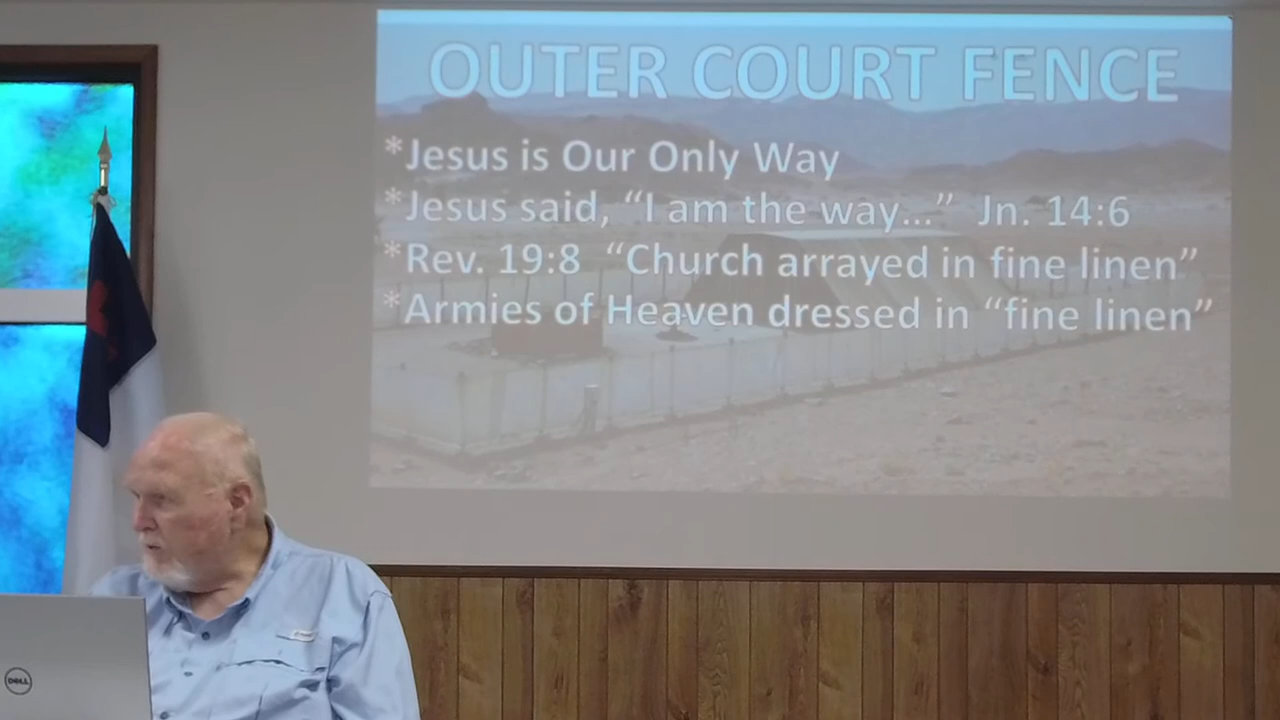 OUTER COURT FENCE
*Jesus is Our Only Way
*Jesus said, “I am the way...” Jn. 14:6
*Rev. 19:8 “Church arrayed in fine linen”
*Armies of Heaven dressed in “fine linen”
DELL